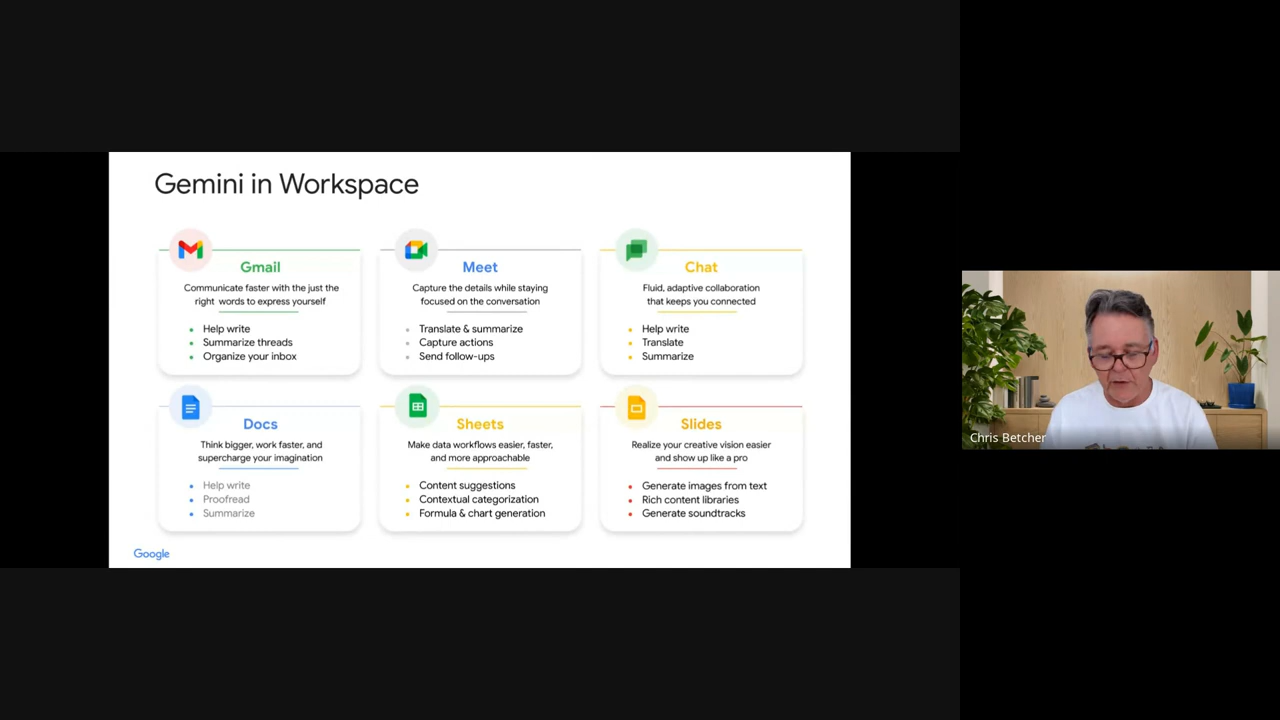 Gemini in Workspace
Gmail
Communicate faster with the just the
right words to express yourself
Help write
Summarize threads
Organize your inbox
Meet
Capture the details while staying
focused on the conversation
Translate & summarize
Capture actions
Send follow-ups
Chat
Fluid, adaptive collaboration
that keeps you connected
Help write
Translate
Summarize
Docs
Think bigger, work faster, and
supercharge your imagination
Help write
Proofread
Summarize
Sheets
Make data workflows easier, faster,
and more approachable
Content suggestions
Contextual categorization
Formula & chart generation
Slides
Realize your creative vision easier
and show up like a pro
Generate images from text
Rich content libraries
Generate soundtracks
Google
Chris Betcher